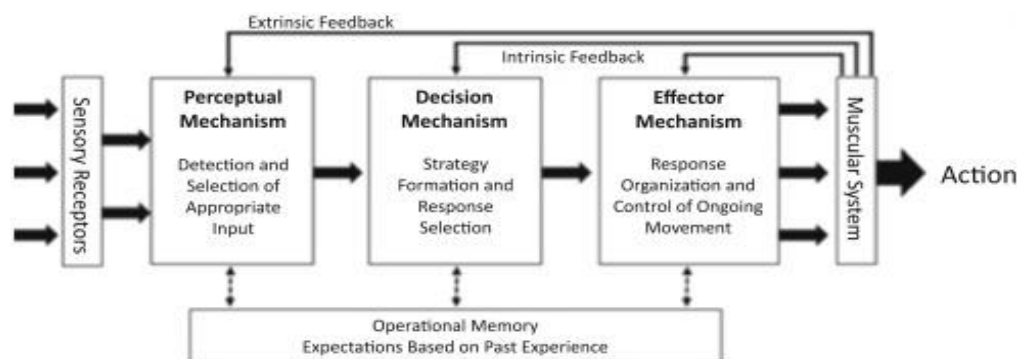 Extrinsic Feedback
Intrinsic Feedback
Sensory Receptors
Perceptual
Mechanism
Detection and
Selection of
Appropriate
Input
Decision
Mechanism
Strategy
Formation and
Response
Selection
Effector
Mechanism
Response
Organization and
Control of Ongoing
Movement
Muscular System
Action
Operational Memory
Expectations Based on Past Experience